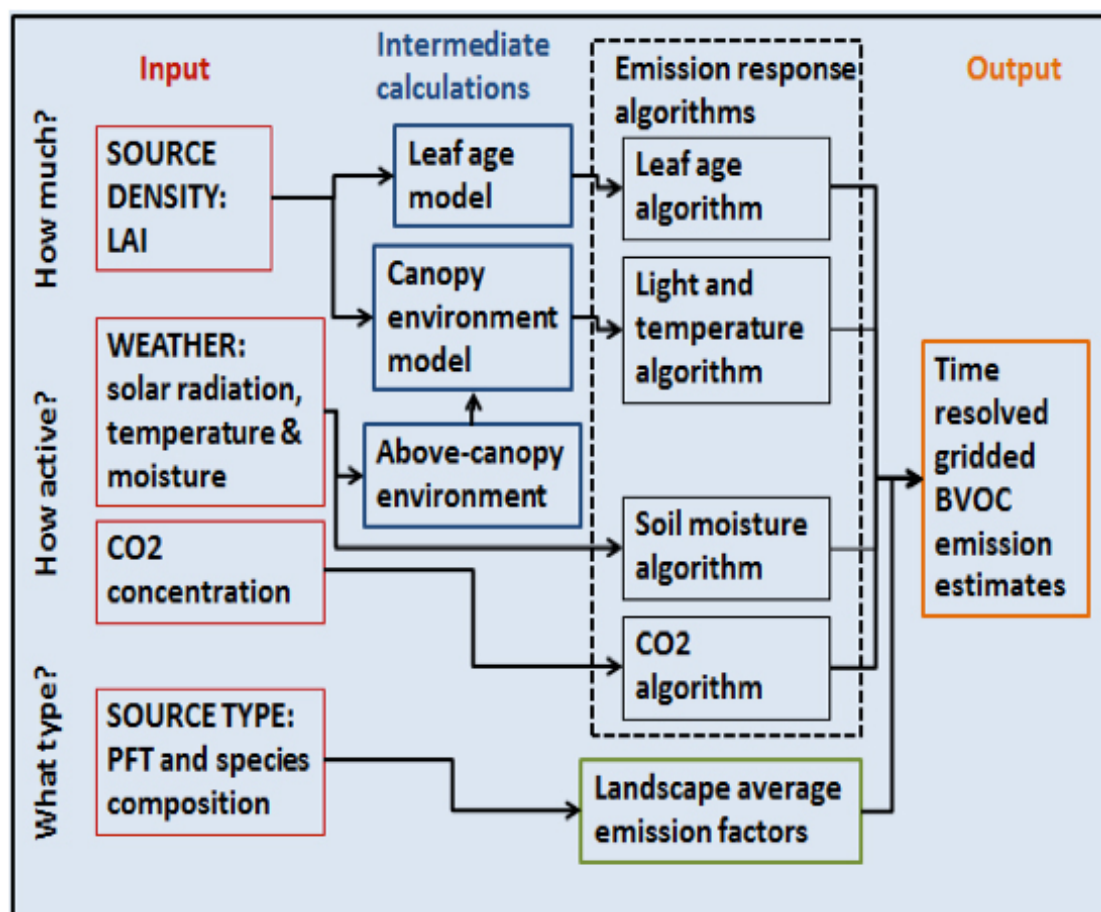 Input
Intermediate
calculations
Emission response
algorithms
Output
How much?
SOURCE
DENSITY:
LAI
Leaf age
model
Leaf age
algorithm
Canopy
environment
model
Light and
temperature
algorithm
How active?
WEATHER:
solar radiation,
temperature &
moisture
Above-canopy
environment
Soil moisture
algorithm
CO2
concentration
CO2
algorithm
Time
resolved
gridded
BVOC
emission
estimates
What type?
SOURCE TYPE:
PFT and species
composition
Landscape average
emission factors